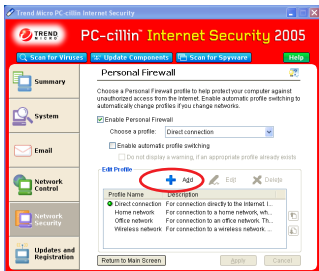 Trend Micro PC-cillin Internet Security
TREND MICRO
PC-cillin Internet Security 2005
Scan for Viruses
Update Components
Scan for Spyware
Help
Summary
System
Email
Network Control
Network Security
Updates and Registration
Personal Firewall
Choose a Personal Firewall profile to help protect your computer against
unauthorized access from the Internet. Enable automatic profile switching to
automatically change profiles if you change networks.
Enable Personal Firewall
Choose a profile: Direct connection
Enable automatic profile switching
Do not display a warning, if an appropriate profile already exists
Edit Profile
Add Edit Delete
Profile Name Description
Direct connection For connection directly to the Internet. I...
Home network For connection to a home network, wh...
Office network For connection to an office network. Th...
Wireless network For connection to a wireless network. ...
Return to Main Screen
Apply
Cancel